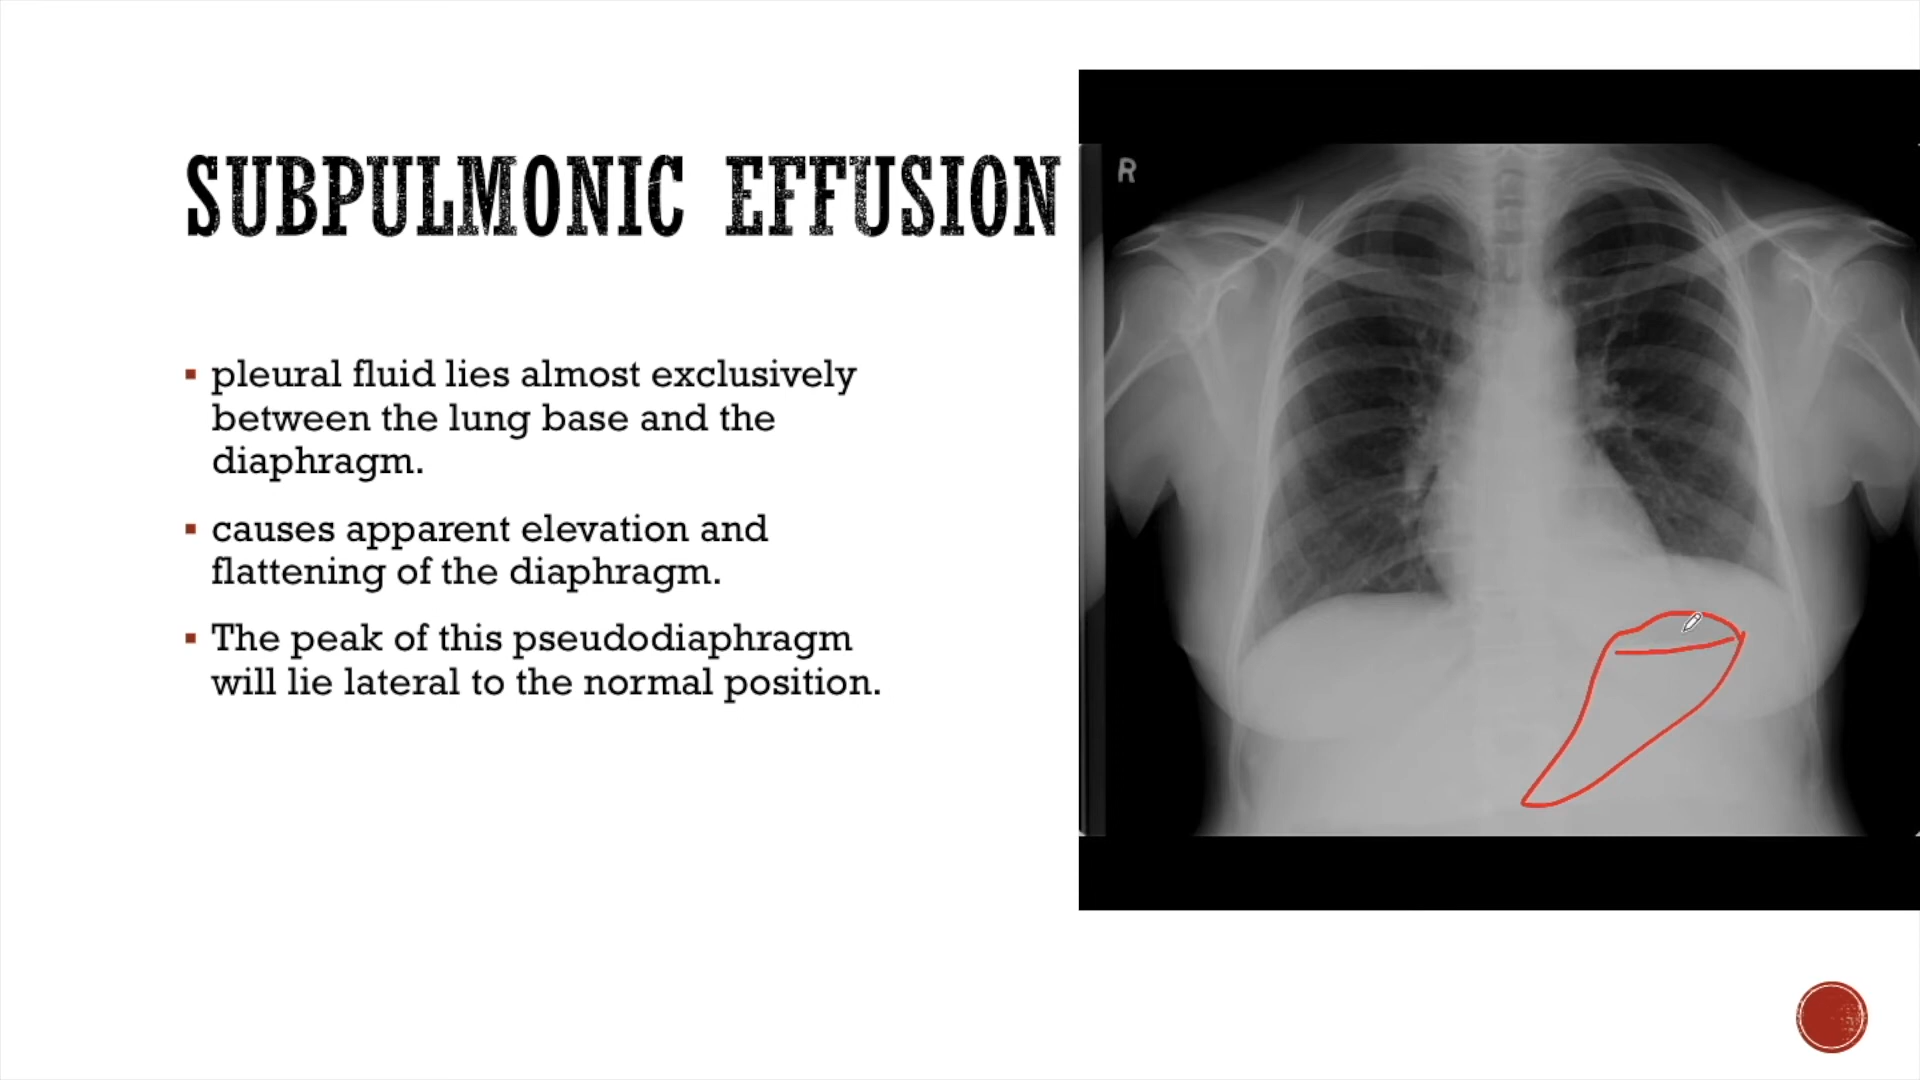 SUBPULMONIC EFFUSION
▪ pleural fluid lies almost exclusively
between the lung base and the
diaphragm.
▪ causes apparent elevation and
flattening of the diaphragm.
▪ The peak of this pseudodiaphragm
will lie lateral to the normal position.
R